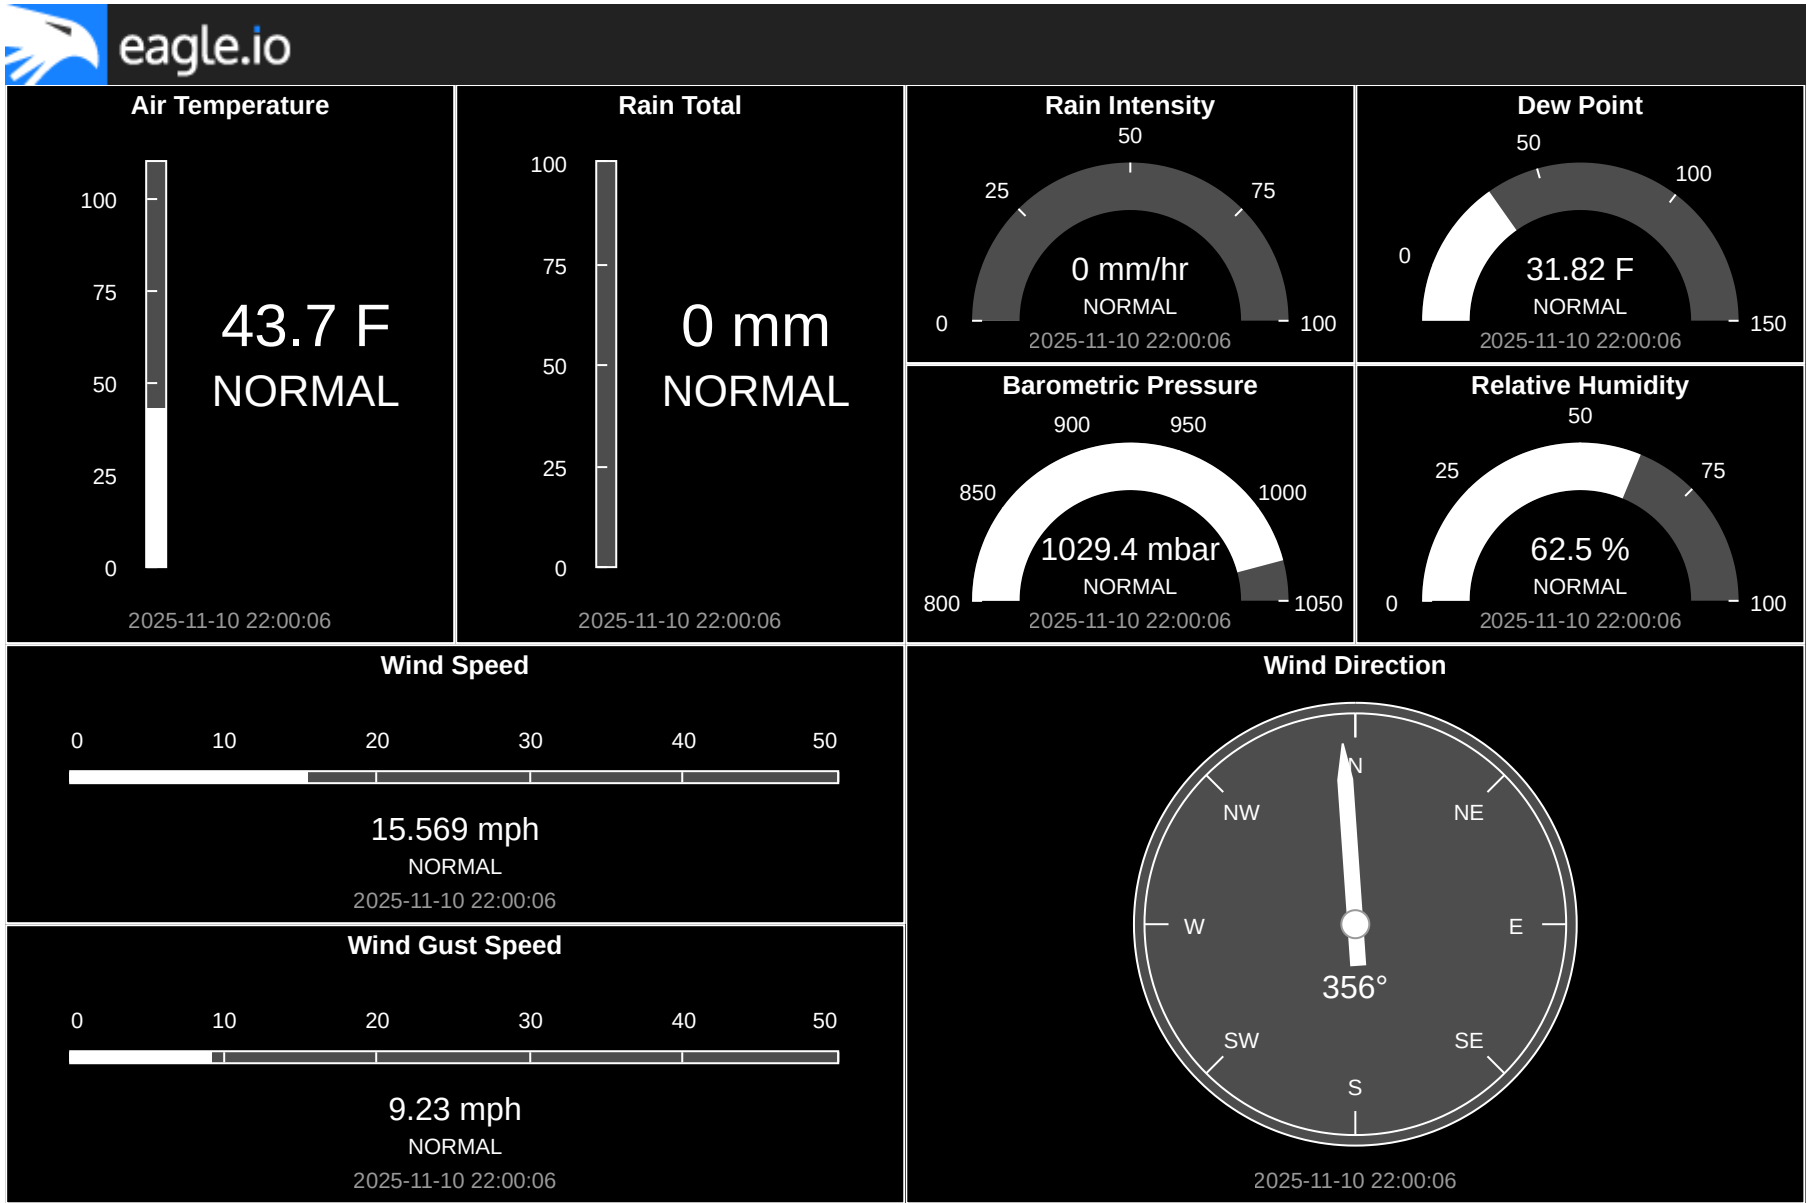 eagle.io
Air Temperature
100
75
50
25
0
43.7 F
NORMAL
2025-11-10 22:00:06
Rain Total
100
75
50
25
0
0 mm
NORMAL
2025-11-10 22:00:06
Rain Intensity
50
25
75
0
100
0 mm/hr
NORMAL
2025-11-10 22:00:06
Dew Point
50
100
0
150
31.82 F
NORMAL
2025-11-10 22:00:06
Barometric Pressure
900
950
850
1000
800
1050
1029.4 mbar
NORMAL
2025-11-10 22:00:06
Relative Humidity
50
25
75
0
100
62.5 %
NORMAL
2025-11-10 22:00:06
Wind Speed
0 10 20 30 40 50
15.569 mph
NORMAL
2025-11-10 22:00:06
Wind Gust Speed
0 10 20 30 40 50
9.23 mph
NORMAL
2025-11-10 22:00:06
Wind Direction
N
NW
NE
W
E
356°
SW
SE
S
2025-11-10 22:00:06